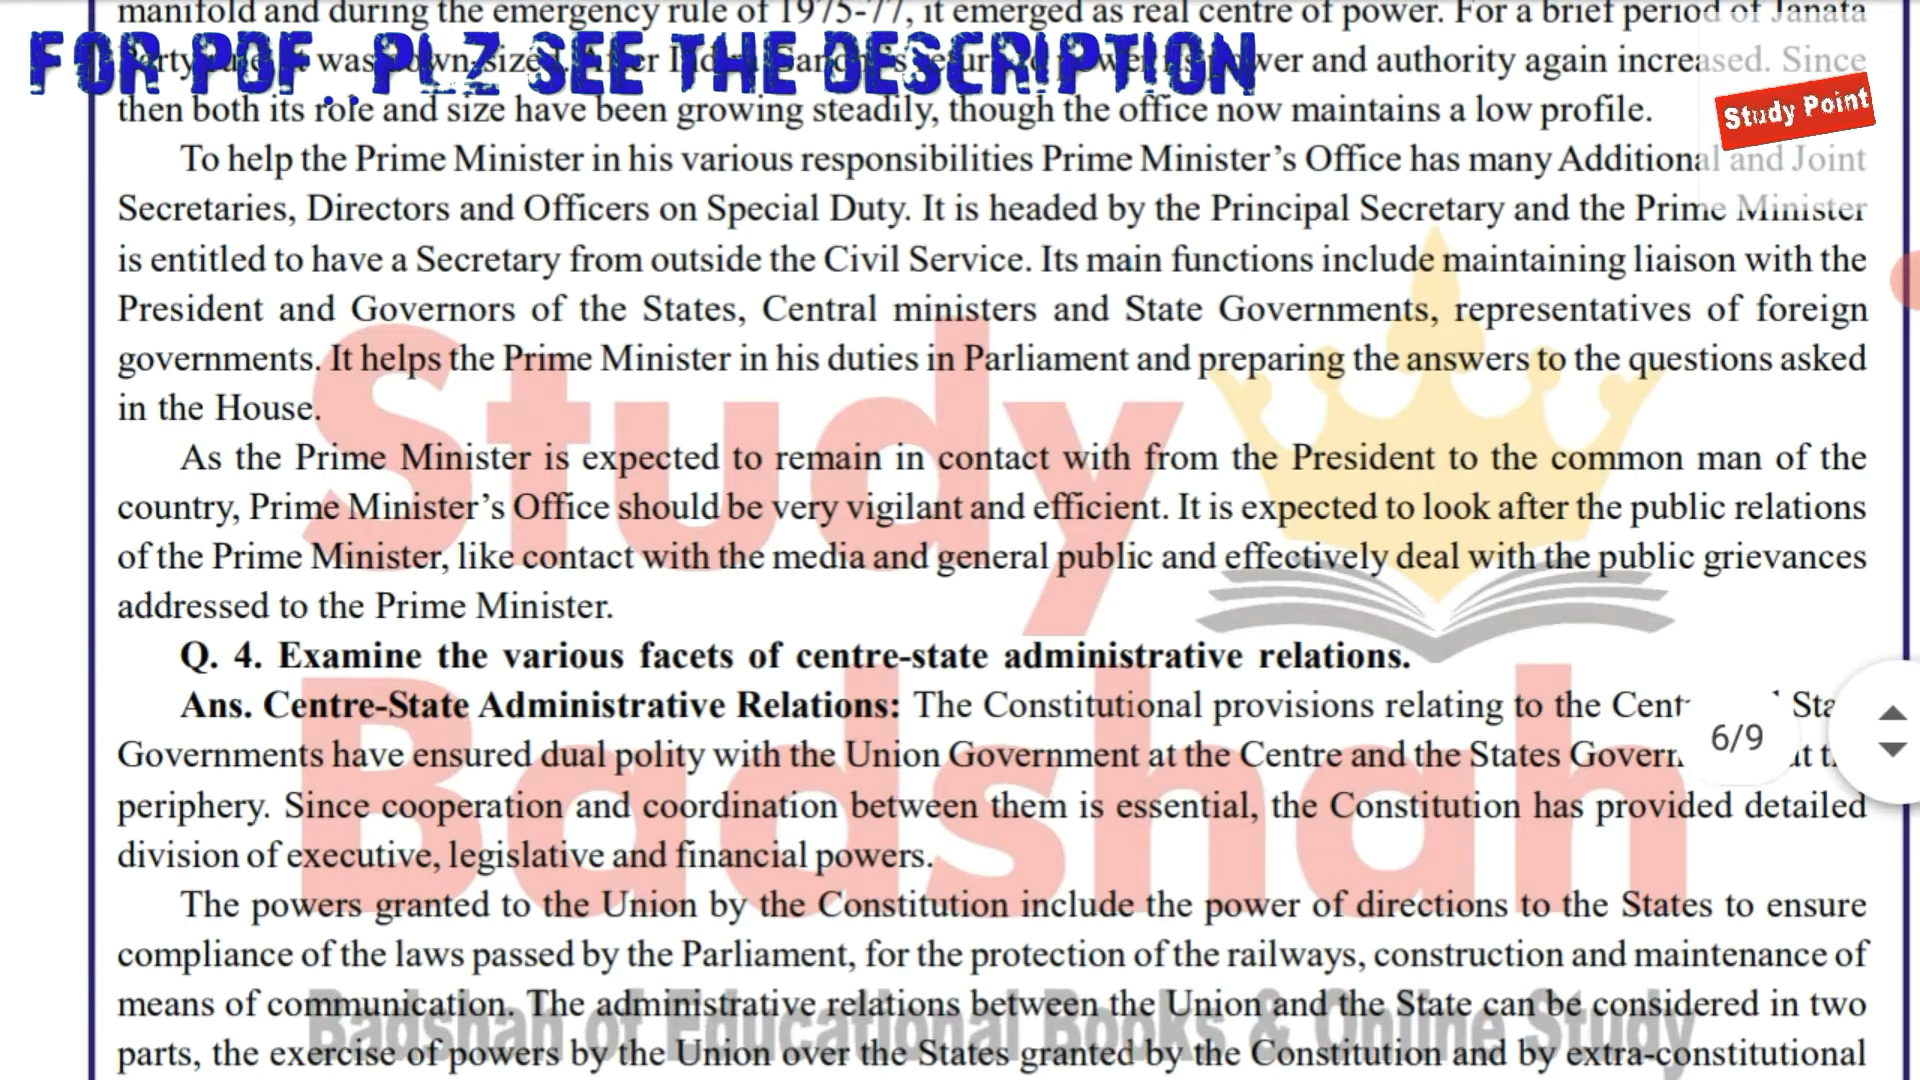 manifold and during the emergency rule of 1975-77, it emerged as real centre of power. For a brief period of Janata
FOR PDF.. PLZ SEE THE DESCRIPTION
was wer and authority again increased. Since
Study Point
then both its role and size have been growing steadily, though the office now maintains a low profile.
To help the Prime Minister in his various responsibilities Prime Minister’s Office has many Additional and Joint
Secretaries, Directors and Officers on Special Duty. It is headed by the Principal Secretary and the Prime Minister
is entitled to have a Secretary from outside the Civil Service. Its main functions include maintaining liaison with the
President and Governors of the States, Central ministers and State Governments, representatives of foreign
governments. It helps the Prime Minister in his duties in Parliament and preparing the answers to the questions asked
in the House.
As the Prime Minister is expected to remain in contact with from the President to the common man of the
country, Prime Minister’s Office should be very vigilant and efficient. It is expected to look after the public relations
of the Prime Minister, like contact with the media and general public and effectively deal with the public grievances
addressed to the Prime Minister.
Q. 4. Examine the various facets of centre-state administrative relations.
Ans. Centre-State Administrative Relations: The Constitutional provisions relating to the Cent Sta
6/9
Governments have ensured dual polity with the Union Government at the Centre and the States Govern at t
periphery. Since cooperation and coordination between them is essential, the Constitution has provided detailed
division of executive, legislative and financial powers.
The powers granted to the Union by the Constitution include the power of directions to the States to ensure
compliance of the laws passed by the Parliament, for the protection of the railways, construction and maintenance of
means of communication. The administrative relations between the Union and the State can be considered in two
parts, the exercise of powers by the Union over the States granted by the Constitution and by extra-constitutional
Study
Badshah
Badshah of Educational Books & Online Study